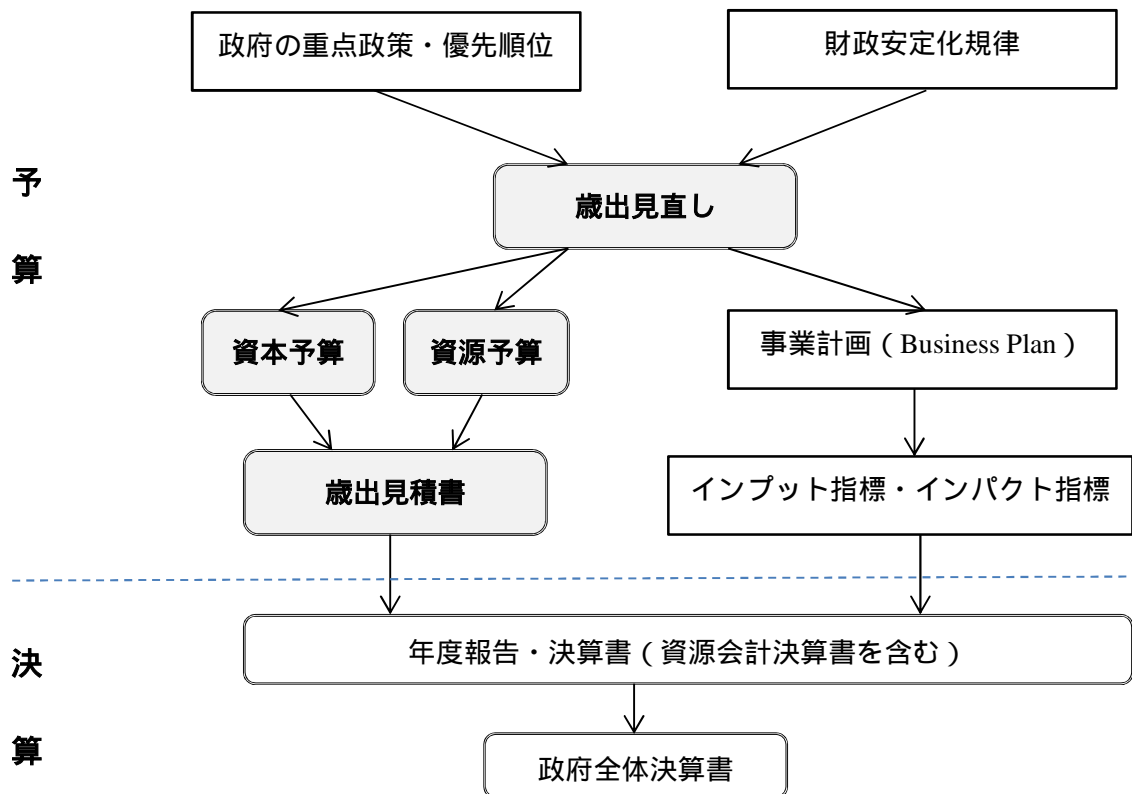 政府の重点政策・優先順位
財政安定化規律
予
算
歳出見直し
資本予算
資源予算
事業計画（Business Plan）
歳出見積書
インプット指標・インパクト指標
決
算
年度報告・決算書（資源会計決算書を含む）
政府全体決算書